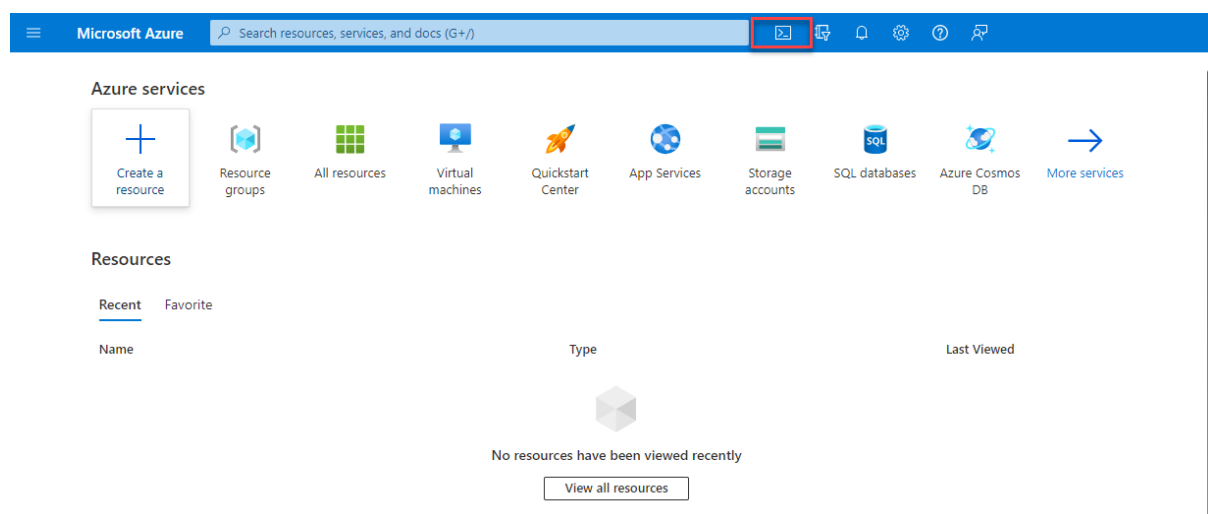 Microsoft Azure
Search resources, services, and docs (G+/)
Azure services
Create a resource
Resource groups
All resources
Virtual machines
Quickstart Center
App Services
Storage accounts
SQL
SQL databases
Azure Cosmos DB
More services
Resources
Recent Favorite
Name Type Last Viewed
No resources have been viewed recently
View all resources